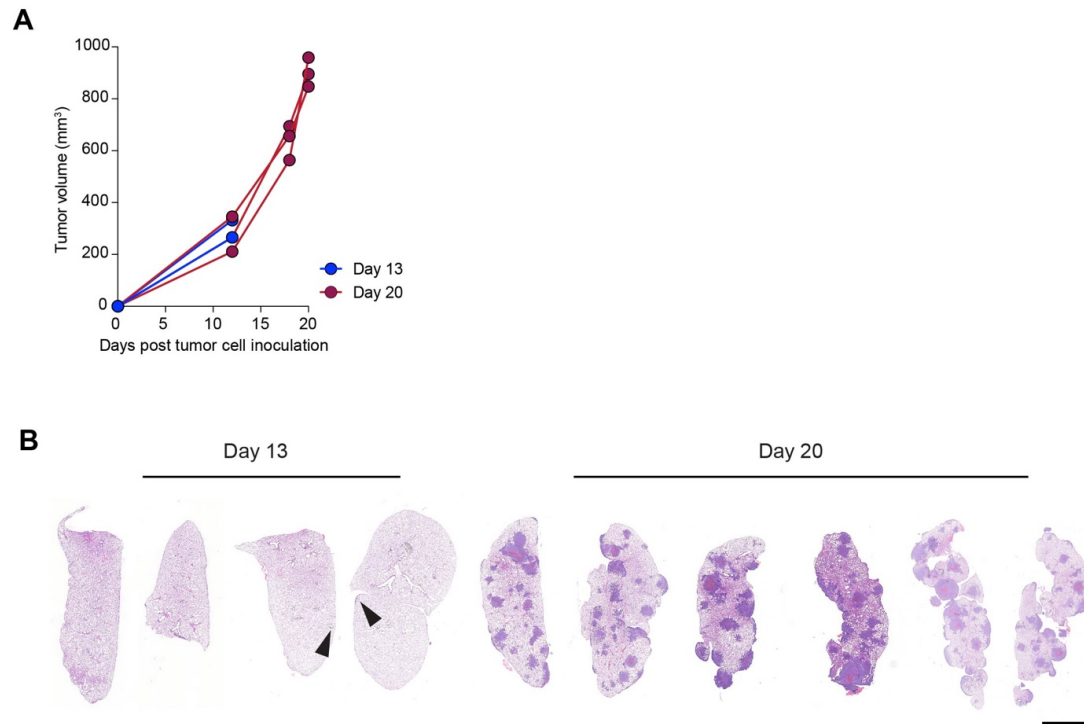 A
Tumor volume (mm³)
1000
800
600
400
200
0
0 5 10 15 20
Days post tumor cell inoculation
Day 13
Day 20
B
Day 13
Day 20